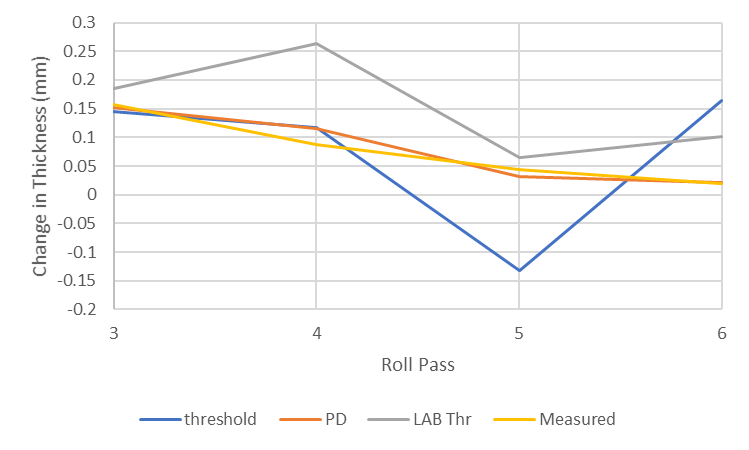 Change in Thickness (mm)
0.3
0.25
0.2
0.15
0.1
0.05
0
-0.05
-0.1
-0.15
-0.2
3 4 5 6
Roll Pass
threshold PD LAB Thr Measured